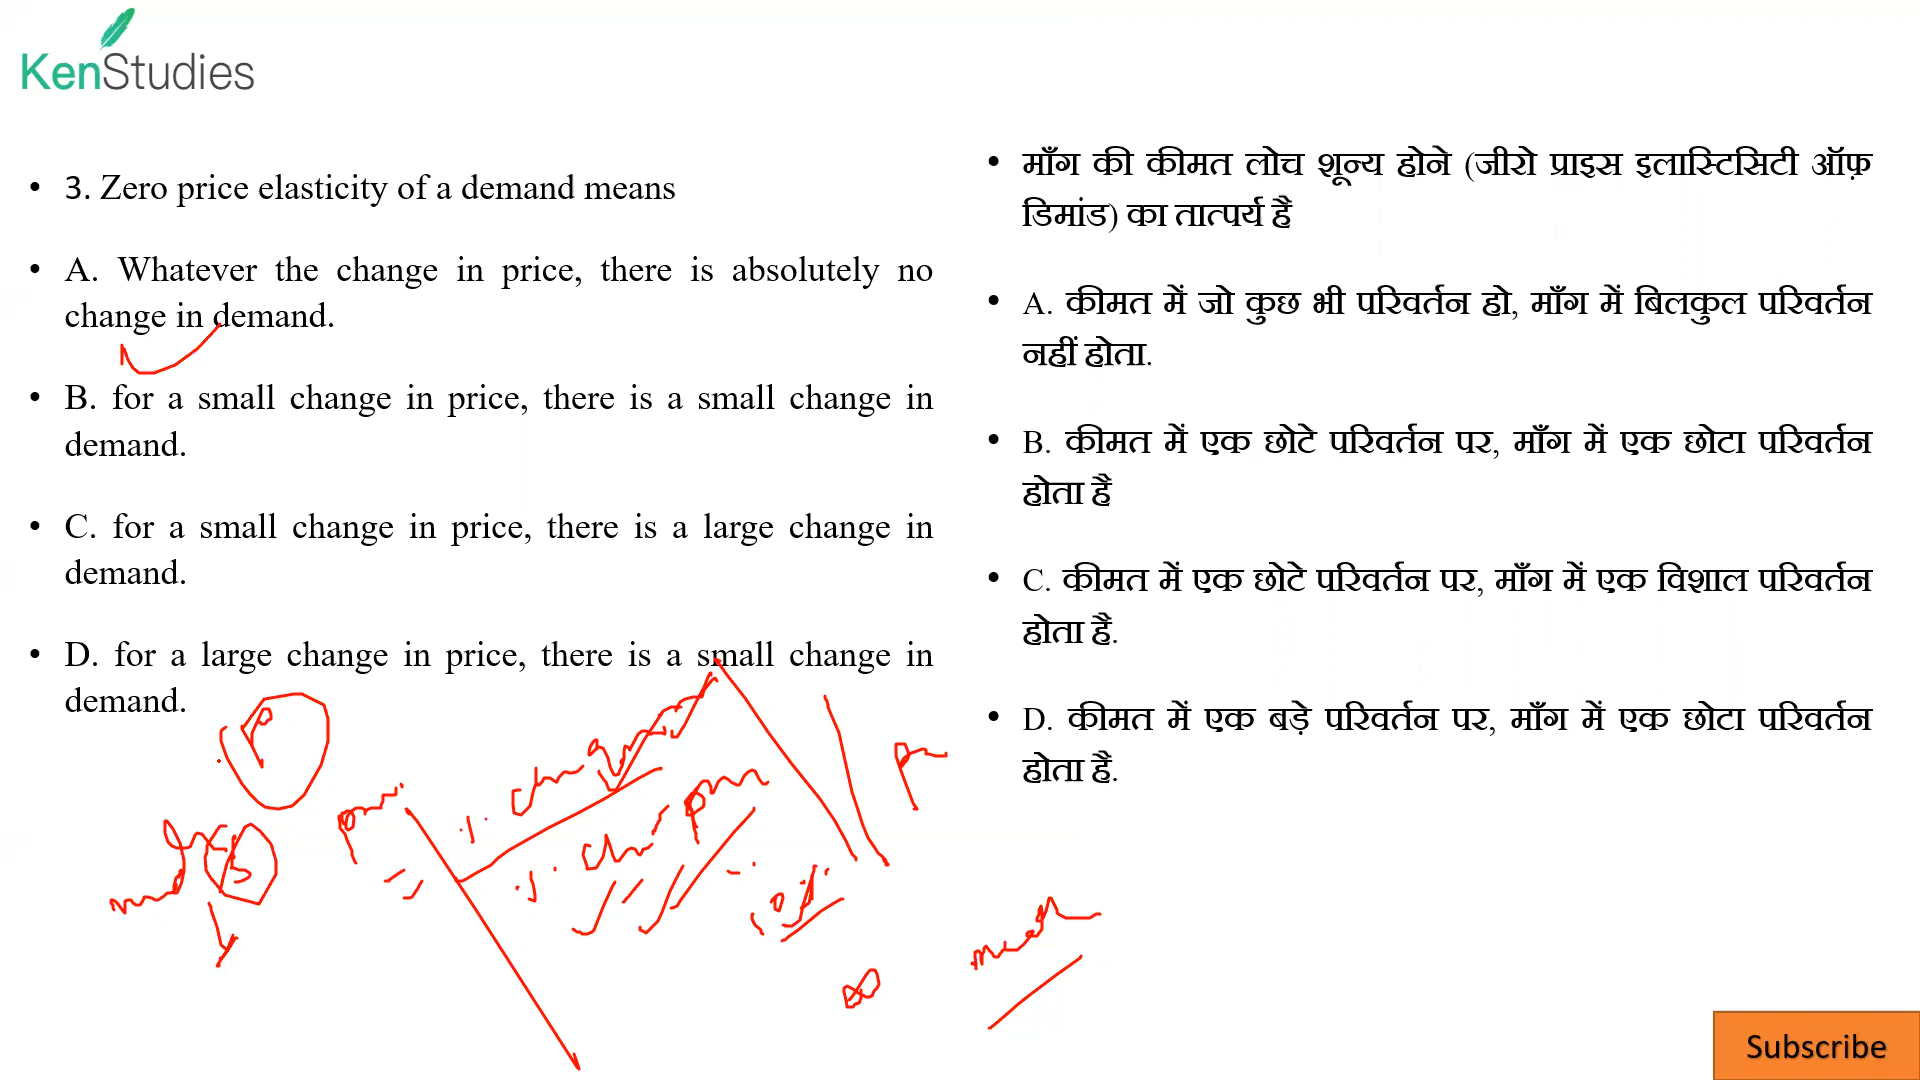 KenStudies
• 3. Zero price elasticity of a demand means
• A. Whatever the change in price, there is absolutely no
change in demand.
• B. for a small change in price, there is a small change in
demand.
• C. for a small change in price, there is a large change in
demand.
• D. for a large change in price, there is a small change in
demand.
• माँग की कीमत लोच शून्य होने (जीरो प्राइस इलास्टिसिटी ऑफ़
डिमांड) का तात्पर्य है
• A. कीमत में जो कुछ भी परिवर्तन हो, माँग में बिलकुल परिवर्तन
नहीं होता.
• B. कीमत में एक छोटे परिवर्तन पर, माँग में एक छोटा परिवर्तन
होता है
• C. कीमत में एक छोटे परिवर्तन पर, माँग में एक विशाल परिवर्तन
होता है.
• D. कीमत में एक बड़े परिवर्तन पर, माँग में एक छोटा परिवर्तन
होता है.
Subscribe